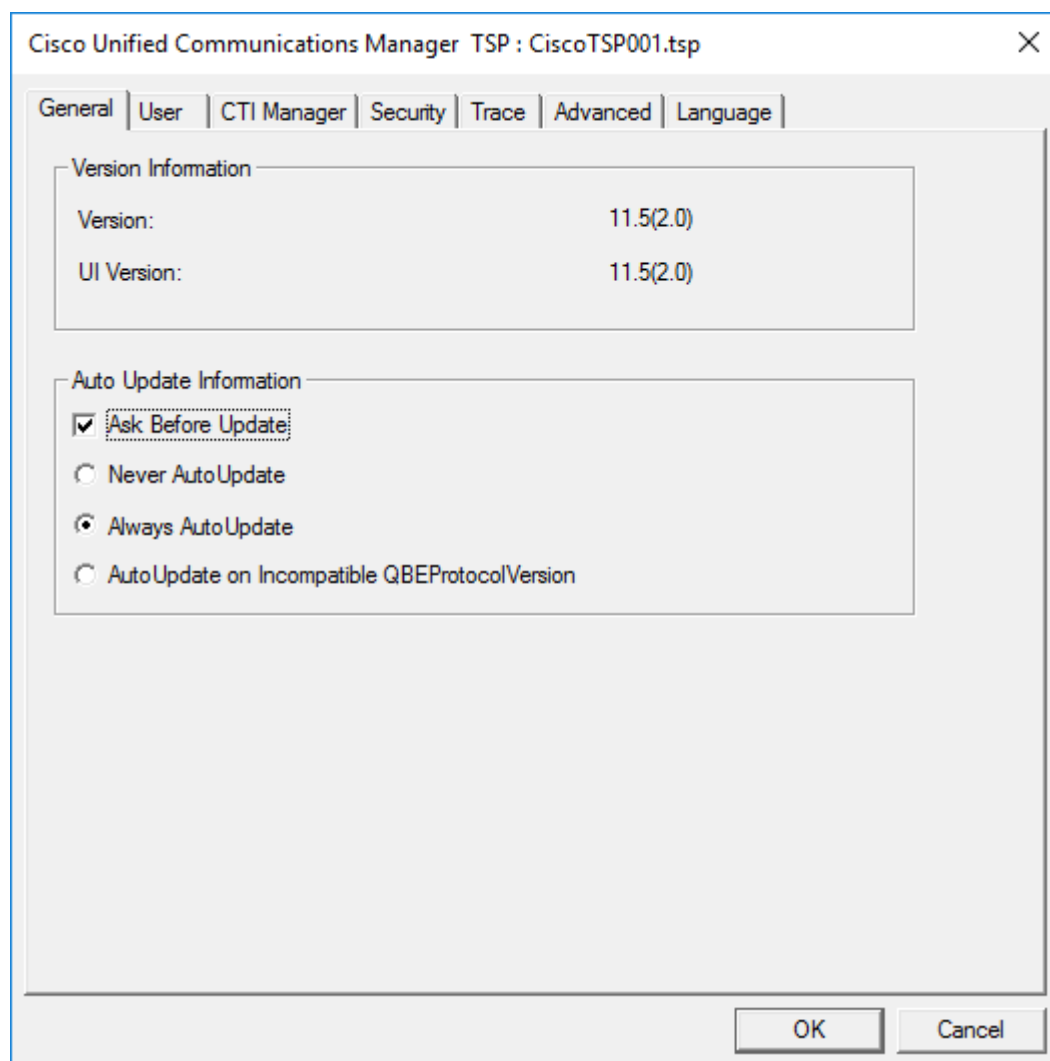 Cisco Unified Communications Manager TSP : CiscoTSP001.tsp
General User CTI Manager Security Trace Advanced Language
Version Information
Version: 11.5(2.0)
UI Version: 11.5(2.0)
Auto Update Information
Ask Before Update
Never AutoUpdate
Always AutoUpdate
AutoUpdate on Incompatible QBEProtocolVersion
OK Cancel